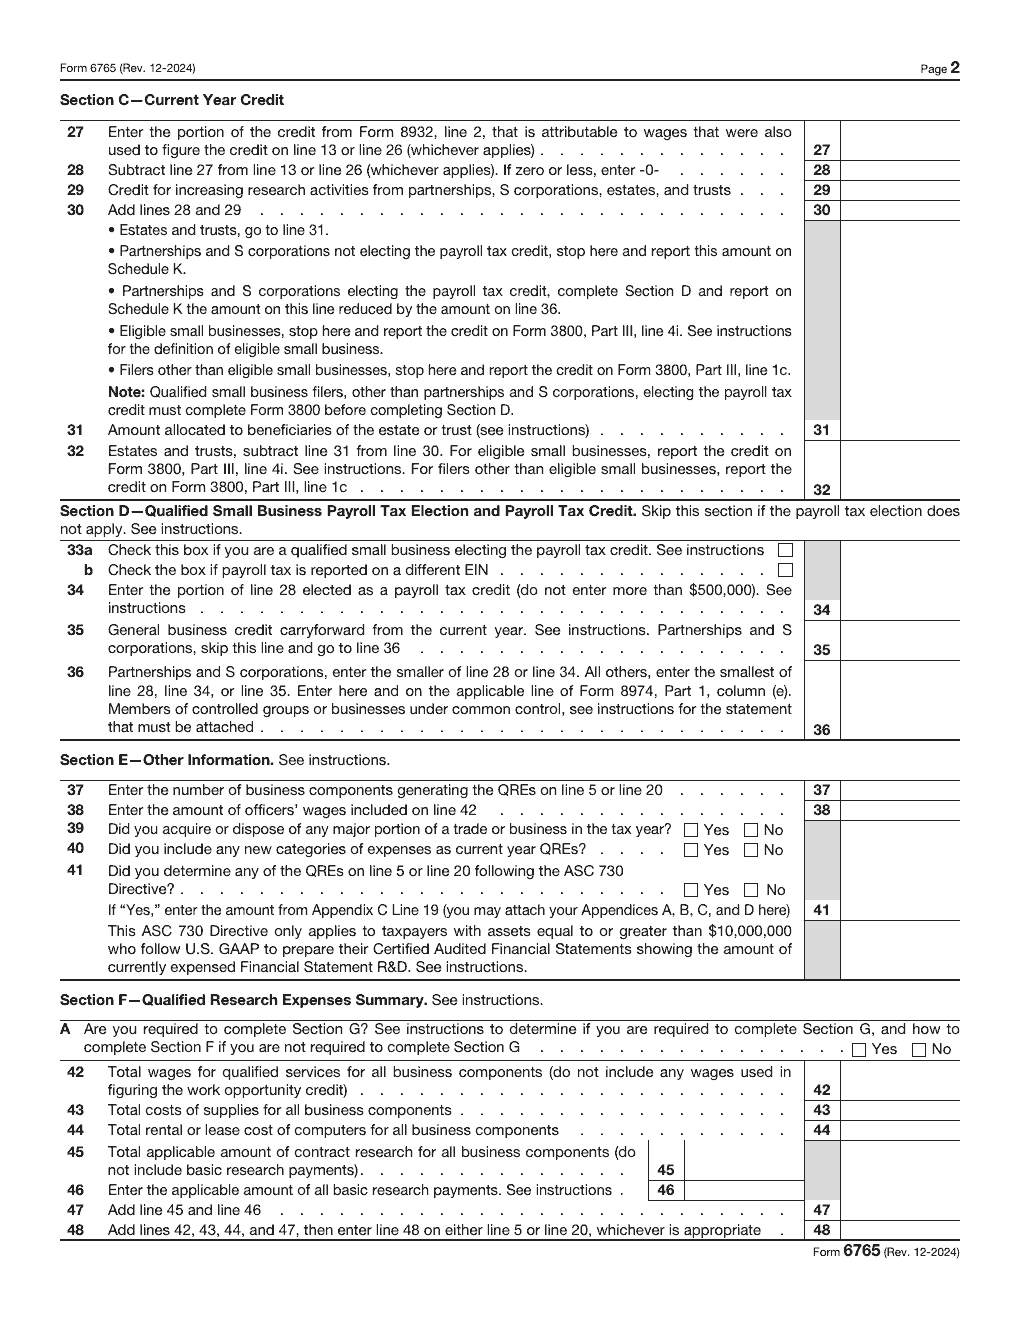 Form 6765 (Rev. 12-2024) Page 2
Section C—Current Year Credit
27 Enter the portion of the credit from Form 8932, line 2, that is attributable to wages that were also
used to figure the credit on line 13 or line 26 (whichever applies) . . . . . . . . . . . . . 27
28 Subtract line 27 from line 13 or line 26 (whichever applies). If zero or less, enter -0- . . . . . . 28
29 Credit for increasing research activities from partnerships, S corporations, estates, and trusts . . . 29
30 Add lines 28 and 29 . . . . . . . . . . . . . . . . . . . . . . . . . . . 30
• Estates and trusts, go to line 31.
• Partnerships and S corporations not electing the payroll tax credit, stop here and report this amount on
Schedule K.
• Partnerships and S corporations electing the payroll tax credit, complete Section D and report on
Schedule K the amount on this line reduced by the amount on line 36.
• Eligible small businesses, stop here and report the credit on Form 3800, Part III, line 4i. See instructions
for the definition of eligible small business.
• Filers other than eligible small businesses, stop here and report the credit on Form 3800, Part III, line 1c.
Note: Qualified small business filers, other than partnerships and S corporations, electing the payroll tax
credit must complete Form 3800 before completing Section D.
31 Amount allocated to beneficiaries of the estate or trust (see instructions) . . . . . . . . . . 31
32 Estates and trusts, subtract line 31 from line 30. For eligible small businesses, report the credit on
Form 3800, Part III, line 4i. See instructions. For filers other than eligible small businesses, report the
credit on Form 3800, Part III, line 1c . . . . . . . . . . . . . . . . . . . . . . 32
Section D—Qualified Small Business Payroll Tax Election and Payroll Tax Credit. Skip this section if the payroll tax election does
not apply. See instructions.
33a Check this box if you are a qualified small business electing the payroll tax credit. See instructions
b Check the box if payroll tax is reported on a different EIN . . . . . . . . . . . . . .
34 Enter the portion of line 28 elected as a payroll tax credit (do not enter more than $500,000). See
instructions . . . . . . . . . . . . . . . . . . . . . . . . . . . . . 34
35 General business credit carryforward from the current year. See instructions. Partnerships and S
corporations, skip this line and go to line 36 . . . . . . . . . . . . . . . . . . . 35
36 Partnerships and S corporations, enter the smaller of line 28 or line 34. All others, enter the smallest of
line 28, line 34, or line 35. Enter here and on the applicable line of Form 8974, Part 1, column (e).
Members of controlled groups or businesses under common control, see instructions for the statement
that must be attached . . . . . . . . . . . . . . . . . . . . . . . . . . . 36
Section E—Other Information. See instructions.
37 Enter the number of business components generating the QREs on line 5 or line 20 . . . . . . 37
38 Enter the amount of officers' wages included on line 42 . . . . . . . . . . . . . . . 38
39 Did you acquire or dispose of any major portion of a trade or business in the tax year? Yes No
40 Did you include any new categories of expenses as current year QREs? . . . . Yes No
41 Did you determine any of the QREs on line 5 or line 20 following the ASC 730
Directive? . . . . . . . . . . . . . . . . . . . . . . . . . Yes No
If “Yes,” enter the amount from Appendix C Line 19 (you may attach your Appendices A, B, C, and D here) 41
This ASC 730 Directive only applies to taxpayers with assets equal to or greater than $10,000,000
who follow U.S. GAAP to prepare their Certified Audited Financial Statements showing the amount of
currently expensed Financial Statement R&D. See instructions.
Section F—Qualified Research Expenses Summary. See instructions.
A Are you required to complete Section G? See instructions to determine if you are required to complete Section G, and how to
complete Section F if you are not required to complete Section G . . . . . . . . . . . . . . . . Yes No
42 Total wages for qualified services for all business components (do not include any wages used in
figuring the work opportunity credit) . . . . . . . . . . . . . . . . . . . . . . 42
43 Total costs of supplies for all business components . . . . . . . . . . . . . . . . . 43
44 Total rental or lease cost of computers for all business components . . . . . . . . . . . 44
45 Total applicable amount of contract research for all business components (do
not include basic research payments) . . . . . . . . . . . . . . 45
46 Enter the applicable amount of all basic research payments. See instructions . 46
47 Add line 45 and line 46 . . . . . . . . . . . . . . . . . . . . . . . . . . 47
48 Add lines 42, 43, 44, and 47, then enter line 48 on either line 5 or line 20, whichever is appropriate . 48
Form 6765 (Rev. 12-2024)